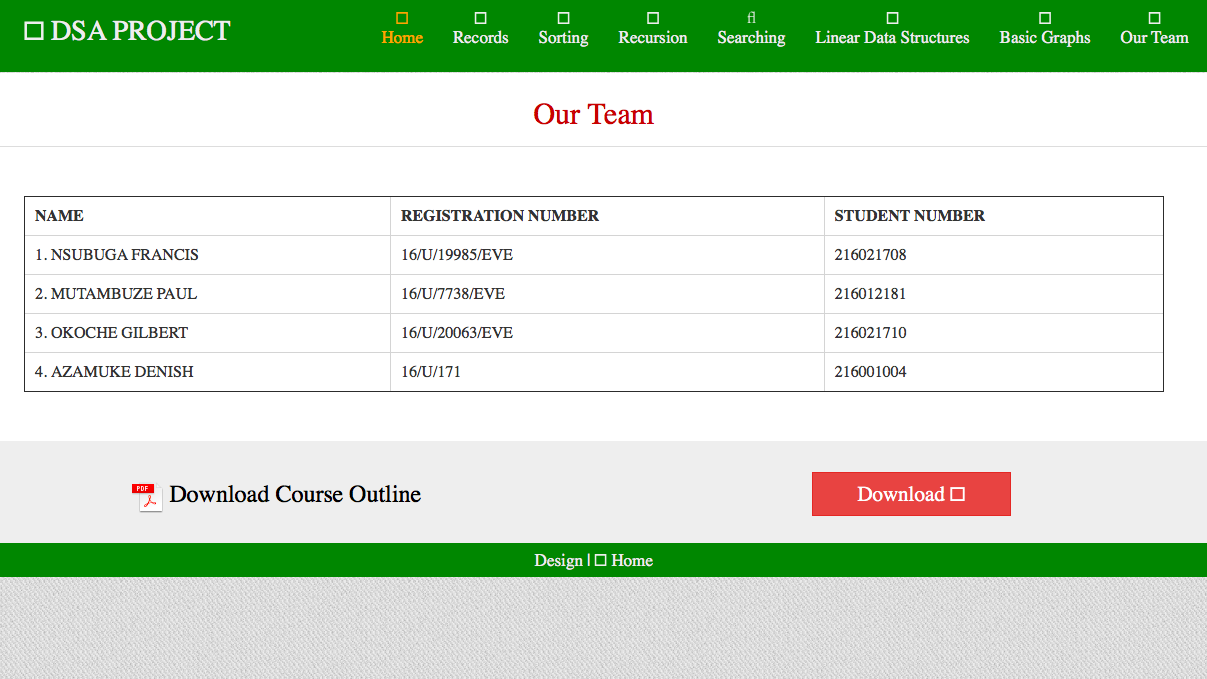 DSA PROJECT
Home Records Sorting Recursion Searching Linear Data Structures Basic Graphs Our Team
Our Team
NAME REGISTRATION NUMBER STUDENT NUMBER
1. NSUBUGA FRANCIS 16/U/19985/EVE 216021708
2. MUTAMBUZE PAUL 16/U/7738/EVE 216012181
3. OKOCHE GILBERT 16/U/20063/EVE 216021710
4. AZAMUKE DENISH 16/U/171 216001004
PDF Download Course Outline Download
Design | Home